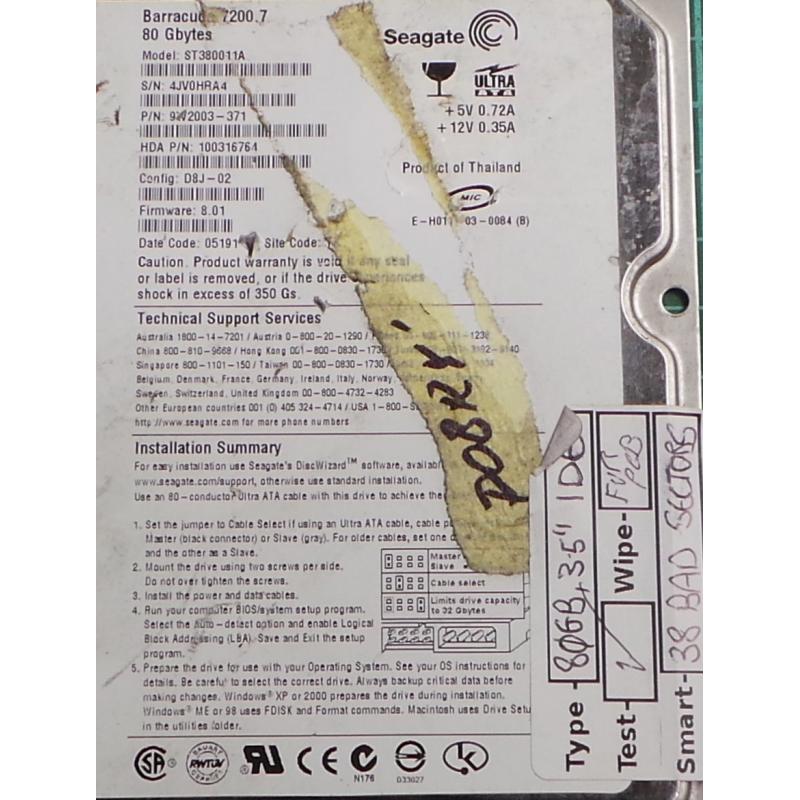 Barracuda 7200.7
80 Gbytes
Seagate
Model: ST380011A
S/N: 4JV0HRA4
P/N: 9W2003-371
HDA P/N: 100316764
Config: D8J-02
Firmware: 8.01
Date Code: 05191 Site Code:
ULTRA
ATA
+5V 0.72A
+12V 0.35A
Product of Thailand
MIC
E-H011 03-0084 (B)
Caution. Product warranty is void if any seal
or label is removed, or if the drive experiences
shock in excess of 350 Gs.
Technical Support Services
Australia 1800-14-7201 / Austria 0-800-20-1290 /
China 800-810-9668 / Hong Kong 001-800-0830-1730
Singapore 800-1101-150 / Taiwan 00-800-0830-1730
Belgium, Denmark, France, Germany, Ireland, Italy, Norway,
Sweden, Switzerland, United Kingdom 00-800-4732-4283
Other European countries 001 (0) 405 324-4714 / USA 1-800-S
http://www.seagate.com for more phone numbers
Installation Summary
For easy installation use Seagate's DiscWizard™ software, availab
www.seagate.com/support, otherwise use standard installation.
Use an 80-conductor Ultra ATA cable with this drive to achieve the
1. Set the jumper to Cable Select if using an Ultra ATA cable, cable p
Master (black connector) or Slave (gray). For older cables, set one d
and the other as a Slave.
2. Mount the drive using two screws per side.
Do not over tighten the screws.
3. Install the power and data cables.
4. Run your computer BIOS/system setup program.
Select the Auto-detect option and enable Logical
Block Addressing (LBA). Save and Exit the setup
program.
Master
Slave
Cable select
Limits drive capacity
to 32 Gbytes
5. Prepare the drive for use with your Operating System. See your OS instructions for
details. Be careful to select the correct drive. Always backup critical data before
making changes. Windows® XP or 2000 prepares the drive during installation.
Windows® ME or 98 uses FDISK and Format commands. Macintosh uses Drive Setu
in the utilities folder.
BAUART
RWTÜV
N176
D33027
DOBRY.
Type - 80GB, 3.5" IDE
Test- Wipe- FUJ PCB
Smart- 38 BAD SECTORS